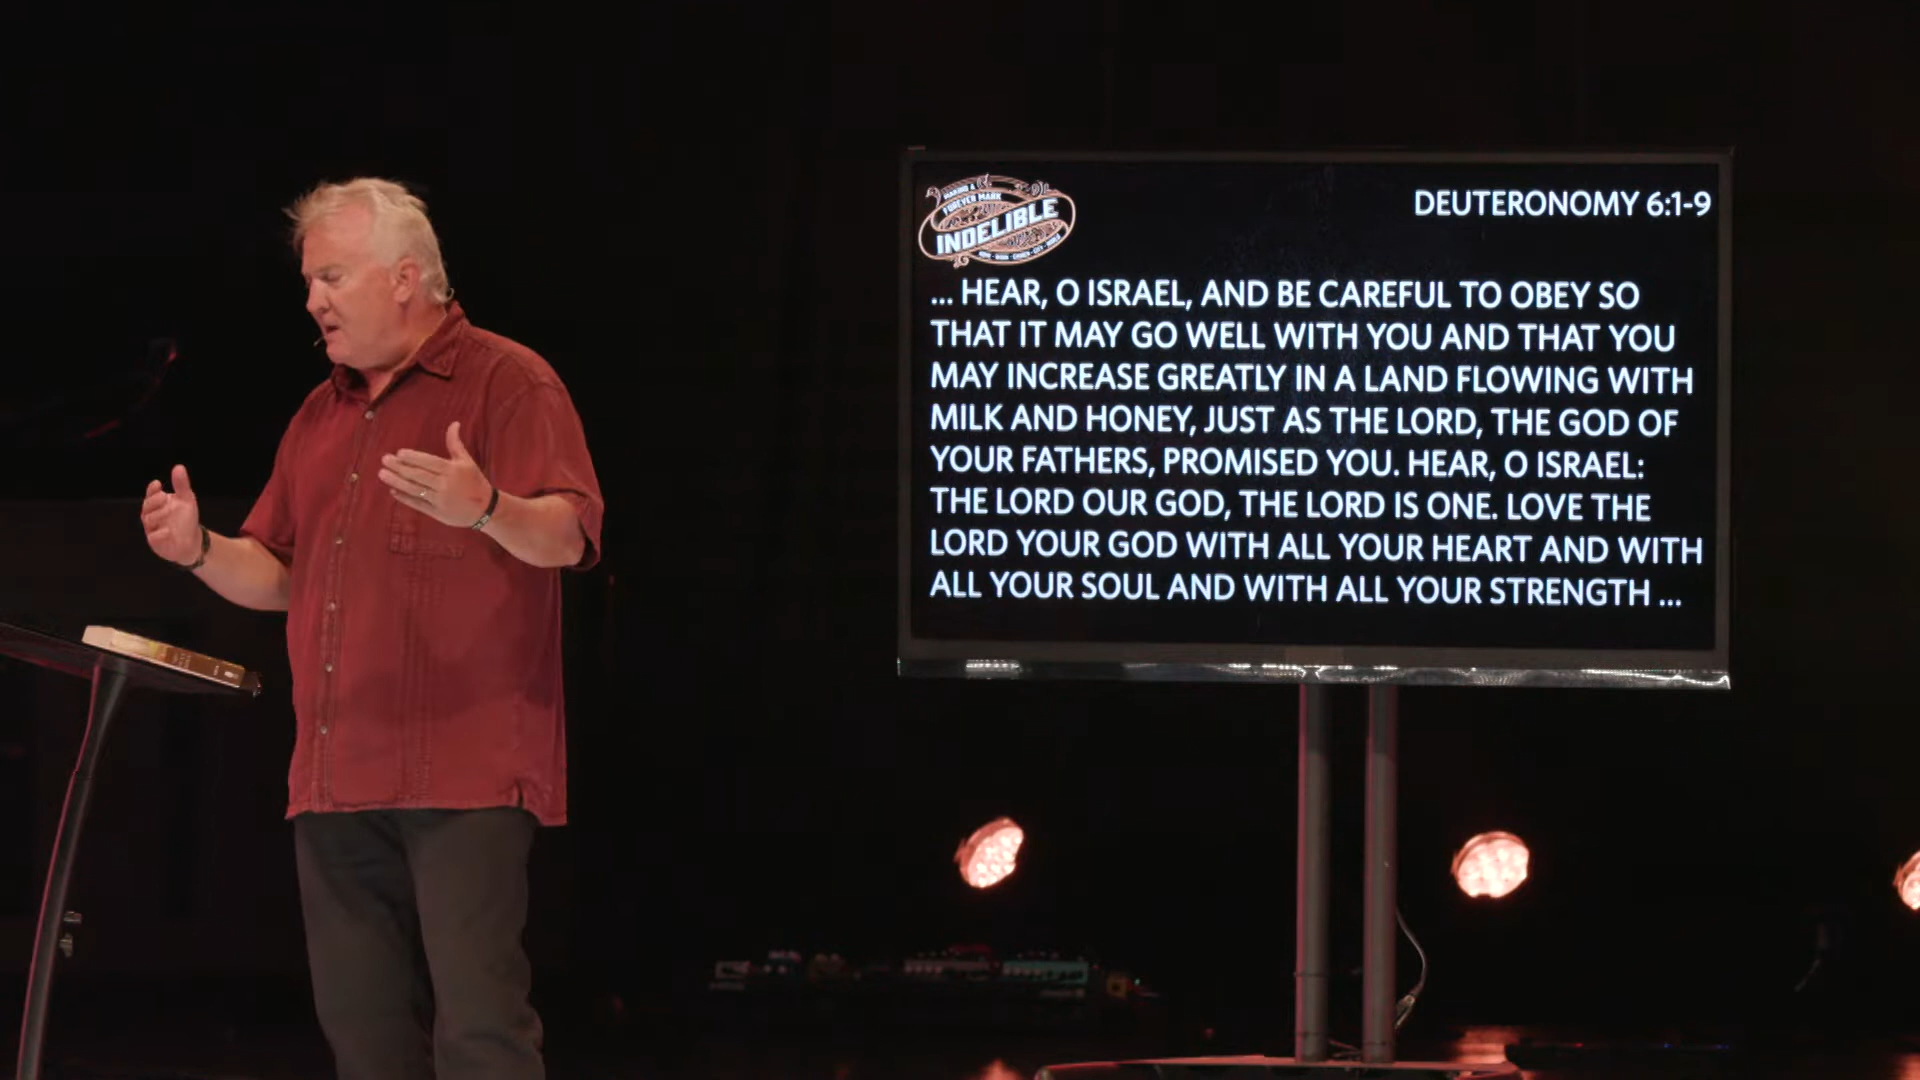 MAKING A
FOREVER MARK
INDELIBLE
DEUTERONOMY 6:1-9
... HEAR, O ISRAEL, AND BE CAREFUL TO OBEY SO
THAT IT MAY GO WELL WITH YOU AND THAT YOU
MAY INCREASE GREATLY IN A LAND FLOWING WITH
MILK AND HONEY, JUST AS THE LORD, THE GOD OF
YOUR FATHERS, PROMISED YOU. HEAR, O ISRAEL:
THE LORD OUR GOD, THE LORD IS ONE. LOVE THE
LORD YOUR GOD WITH ALL YOUR HEART AND WITH
ALL YOUR SOUL AND WITH ALL YOUR STRENGTH ...